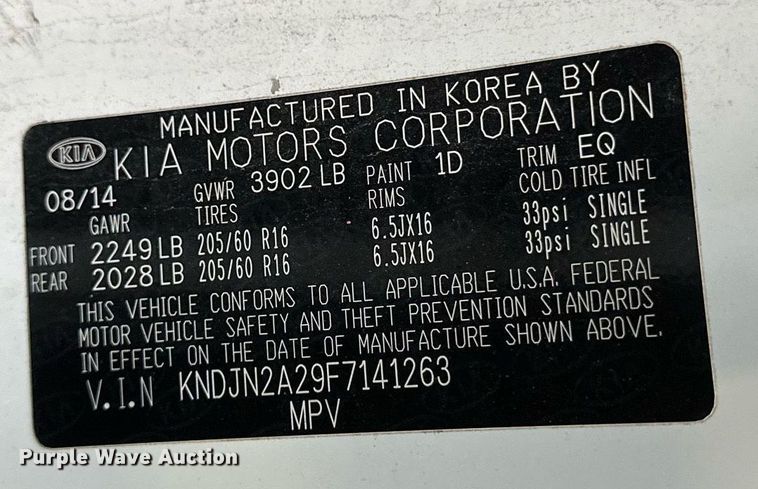 MANUFACTURED IN KOREA BY
KIA KIA MOTORS CORPORATION
08/14 GVWR 3902 LB PAINT 1D TRIM EQ
GAWR TIRES RIMS COLD TIRE INFL
FRONT 2249 LB 205/60 R16 6.5JX16 33psi SINGLE
REAR 2028 LB 205/60 R16 6.5JX16 33psi SINGLE
THIS VEHICLE CONFORMS TO ALL APPLICABLE U.S.A. FEDERAL
MOTOR VEHICLE SAFETY AND THEFT PREVENTION STANDARDS
IN EFFECT ON THE DATE OF MANUFACTURE SHOWN ABOVE.
V.I.N KNDJN2A29F7141263
MPV
Purple Wave Auction